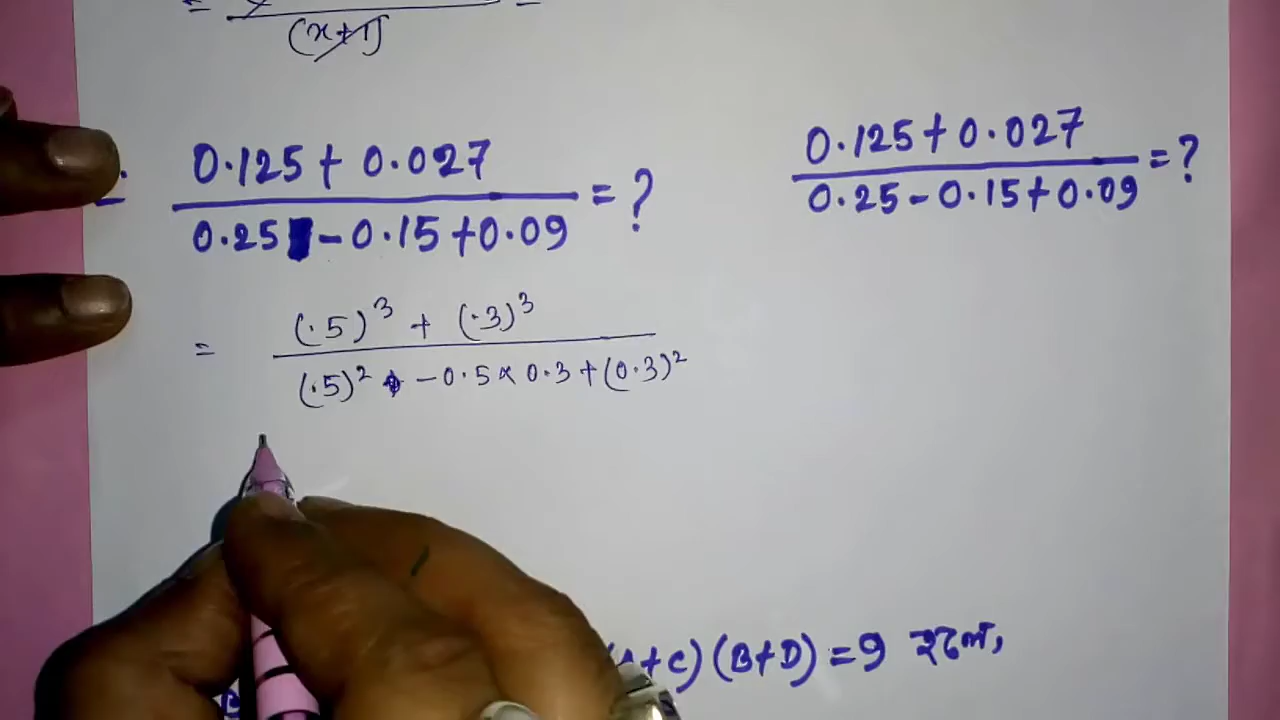 (x+1)
0.125+ 0.027
0.25 - 0.15+0.09 = ?
0.125+0.027
0.25-0.15+0.09 = ?
= (.5)³ + (.3)³
(.5)² - 0.5 × 0.3 + (0.3)²
+C) (B+D) = 9 হলে,